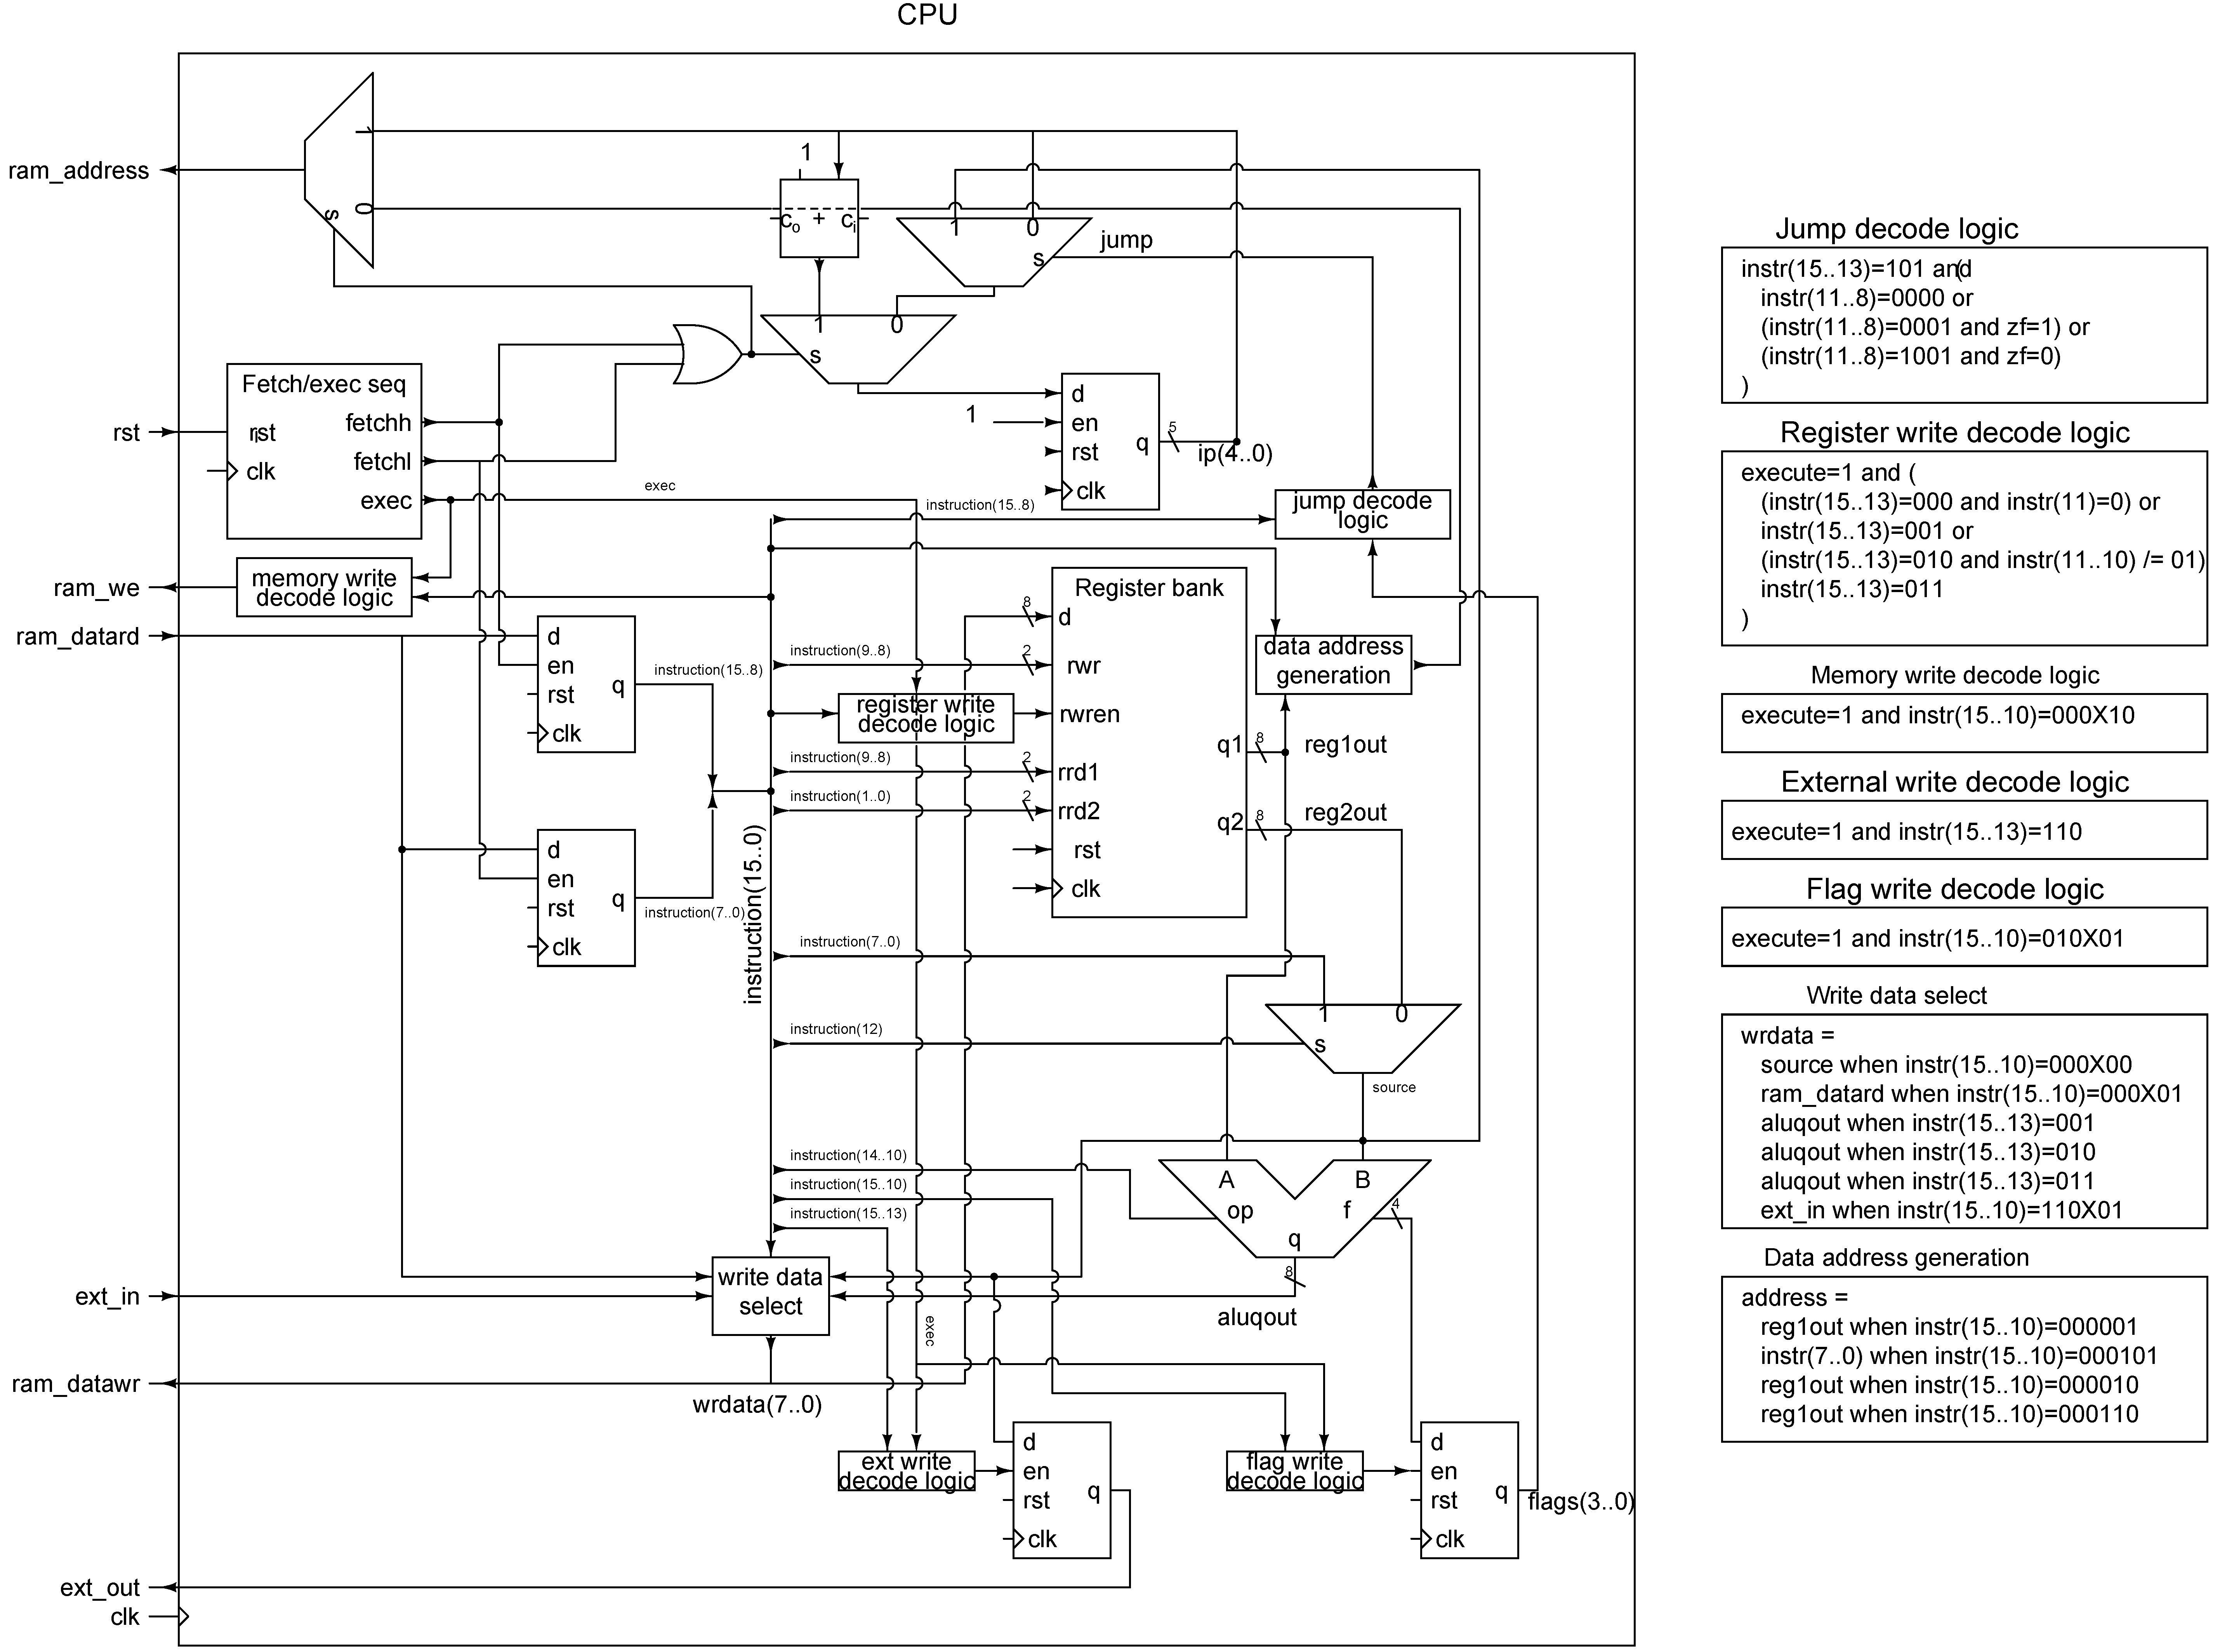 CPU
1
ram_address
s
0
1
c_o + c_i
1
0
s
jump
1
0
s
Fetch/exec seq
fetchh
rst
rst
fetchl
clk
exec
exec
d
1
en
5
q
rst
ip(4..0)
clk
instruction(15..8)
jump decode
logic
memory write
decode logic
ram_we
ram_datard
d
en
q
rst
clk
instruction(15..8)
Register bank
8
d
instruction(9..8)
2
rwr
data address
generation
register write
decode logic
rwren
q1
8
reg1out
instruction(9..8)
2
rrd1
instruction(1..0)
2
rrd2
q2
8
reg2out
rst
clk
d
en
q
rst
clk
instruction(7..0)
instruction(15..0)
instruction(7..0)
1
0
instruction(12)
s
source
instruction(14..10)
instruction(15..10)
instruction(15..13)
A
B
op
f
4
q
8
aluqout
write data
select
ext_in
exec
ram_datawr
wrdata(7..0)
ext write
decode logic
d
en
q
rst
clk
flag write
decode logic
d
en
q
rst
clk
flags(3..0)
ext_out
clk
Jump decode logic
instr(15..13)=101 and(
instr(11..8)=0000 or
(instr(11..8)=0001 and zf=1) or
(instr(11..8)=1001 and zf=0)
)
Register write decode logic
execute=1 and (
(instr(15..13)=000 and instr(11)=0) or
instr(15..13)=001 or
(instr(15..13)=010 and instr(11..10) /= 01)
instr(15..13)=011
)
Memory write decode logic
execute=1 and instr(15..10)=000X10
External write decode logic
execute=1 and instr(15..13)=110
Flag write decode logic
execute=1 and instr(15..10)=010X01
Write data select
wrdata =
source when instr(15..10)=000X00
ram_datard when instr(15..10)=000X01
aluqout when instr(15..13)=001
aluqout when instr(15..13)=010
aluqout when instr(15..13)=011
ext_in when instr(15..10)=110X01
Data address generation
address =
reg1out when instr(15..10)=000001
instr(7..0) when instr(15..10)=000101
reg1out when instr(15..10)=000010
reg1out when instr(15..10)=000110